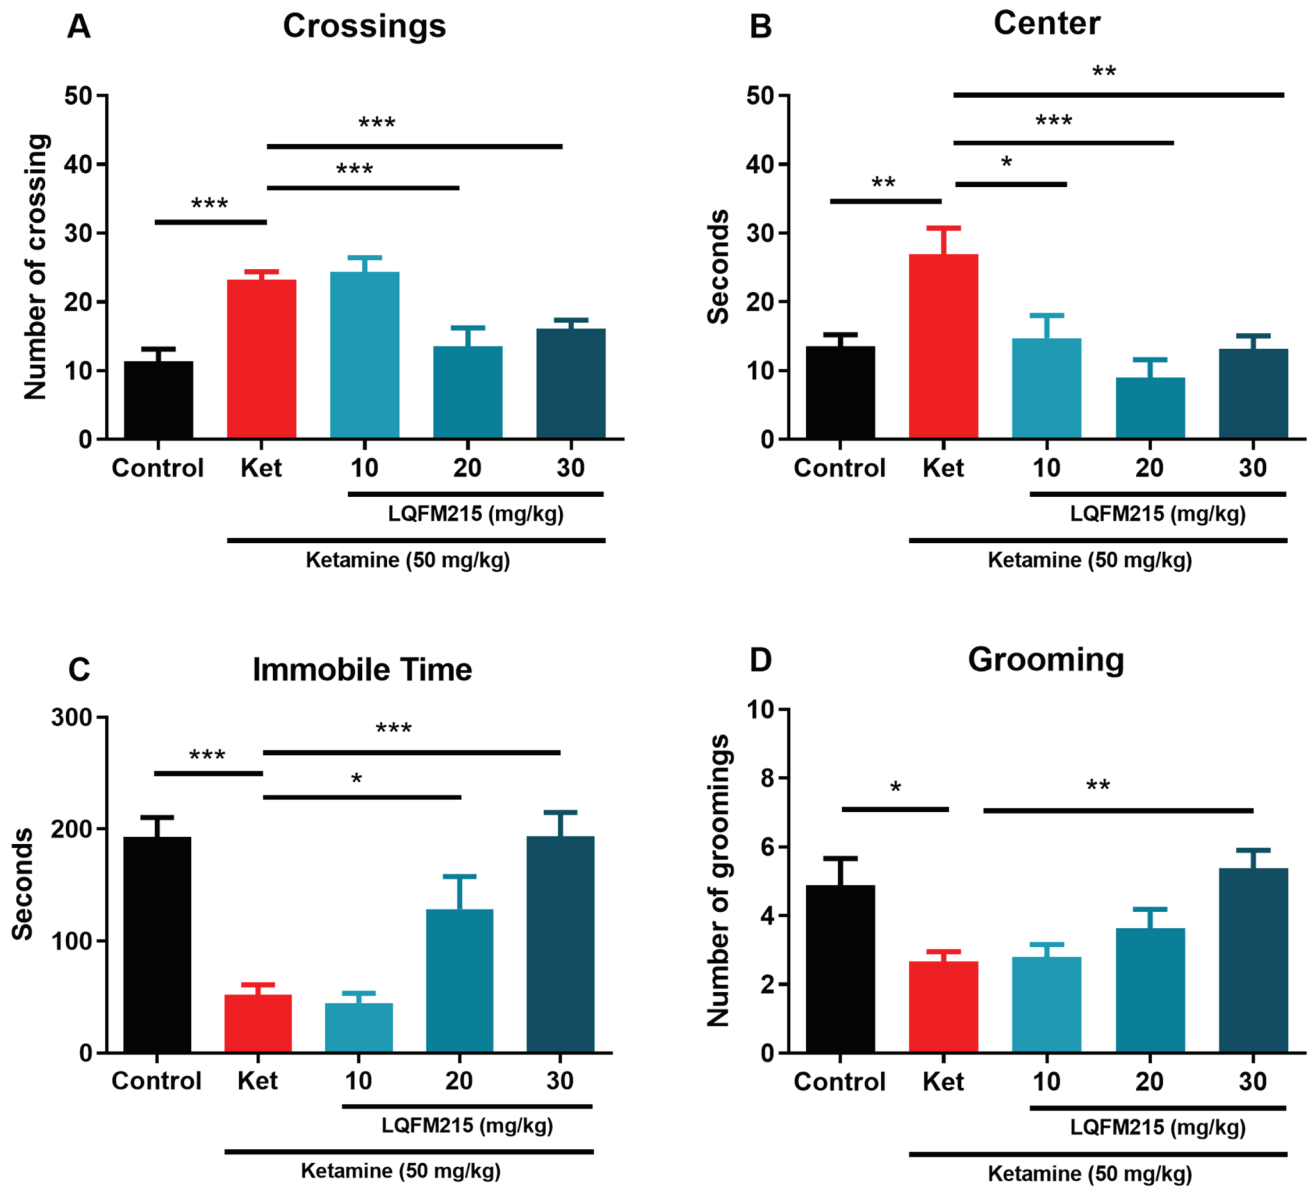 A
Crossings
Number of crossing
50
40
30
20
10
0
***
***
***
Control Ket 10 20 30
LQFM215 (mg/kg)
Ketamine (50 mg/kg)
B
Center
Seconds
50
40
30
20
10
0
**
***
*
**
Control Ket 10 20 30
LQFM215 (mg/kg)
Ketamine (50 mg/kg)
C
Immobile Time
Seconds
300
200
100
0
***
***
*
Control Ket 10 20 30
LQFM215 (mg/kg)
Ketamine (50 mg/kg)
D
Grooming
Number of groomings
10
8
6
4
2
0
*
**
Control Ket 10 20 30
LQFM215 (mg/kg)
Ketamine (50 mg/kg)